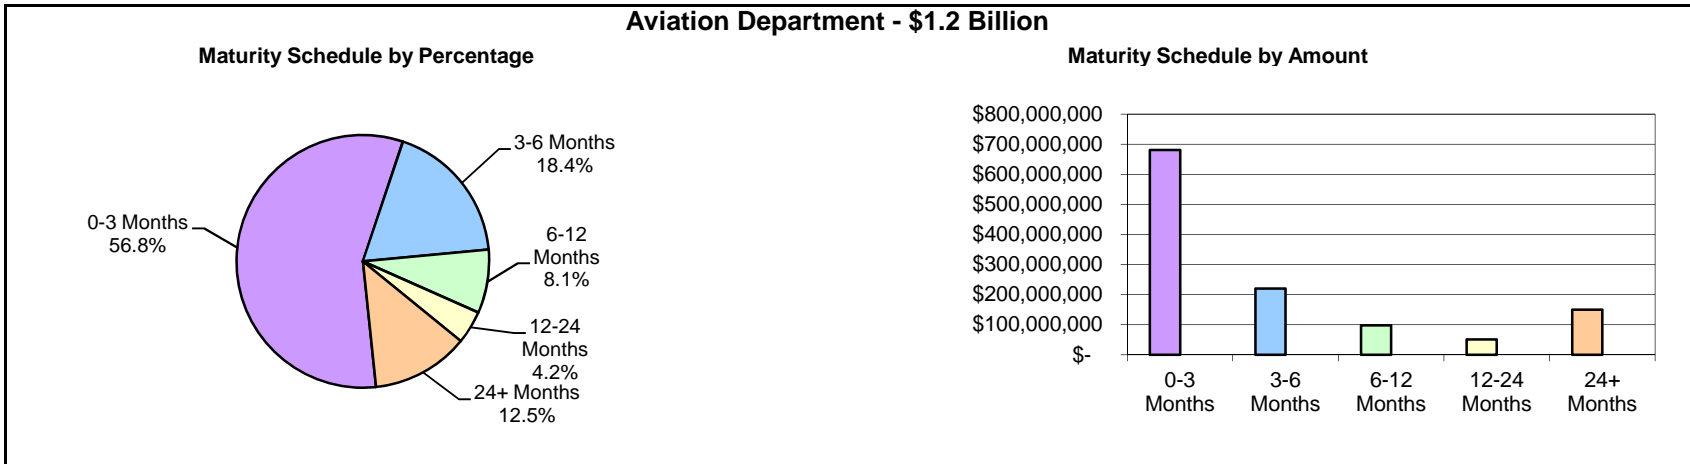 Aviation Department - $1.2 Billion
Maturity Schedule by Percentage
3-6 Months
18.4%
0-3 Months
56.8%
6-12
Months
8.1%
12-24
Months
4.2%
24+ Months
12.5%
Maturity Schedule by Amount
$800,000,000
$700,000,000
$600,000,000
$500,000,000
$400,000,000
$300,000,000
$200,000,000
$100,000,000
$-
0-3 3-6 6-12 12-24 24+
Months Months Months Months Months